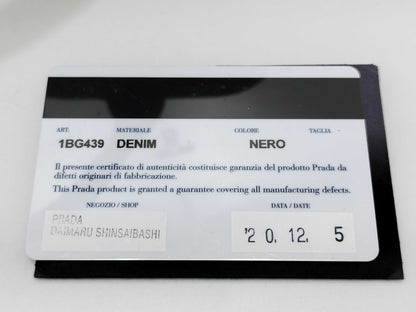 ART. MATERIALE COLORE TAGLIA
1BG439 DENIM NERO -
Il presente certificato di autenticità costituisce garanzia del prodotto Prada da
difetti originari di fabbricazione.
This Prada product is granted a guarantee covering all manufacturing defects.
NEGOZIO / SHOP DATA / DATE
PRADA
DAIMARU SHINSAIBASHI
'20. 12. 5